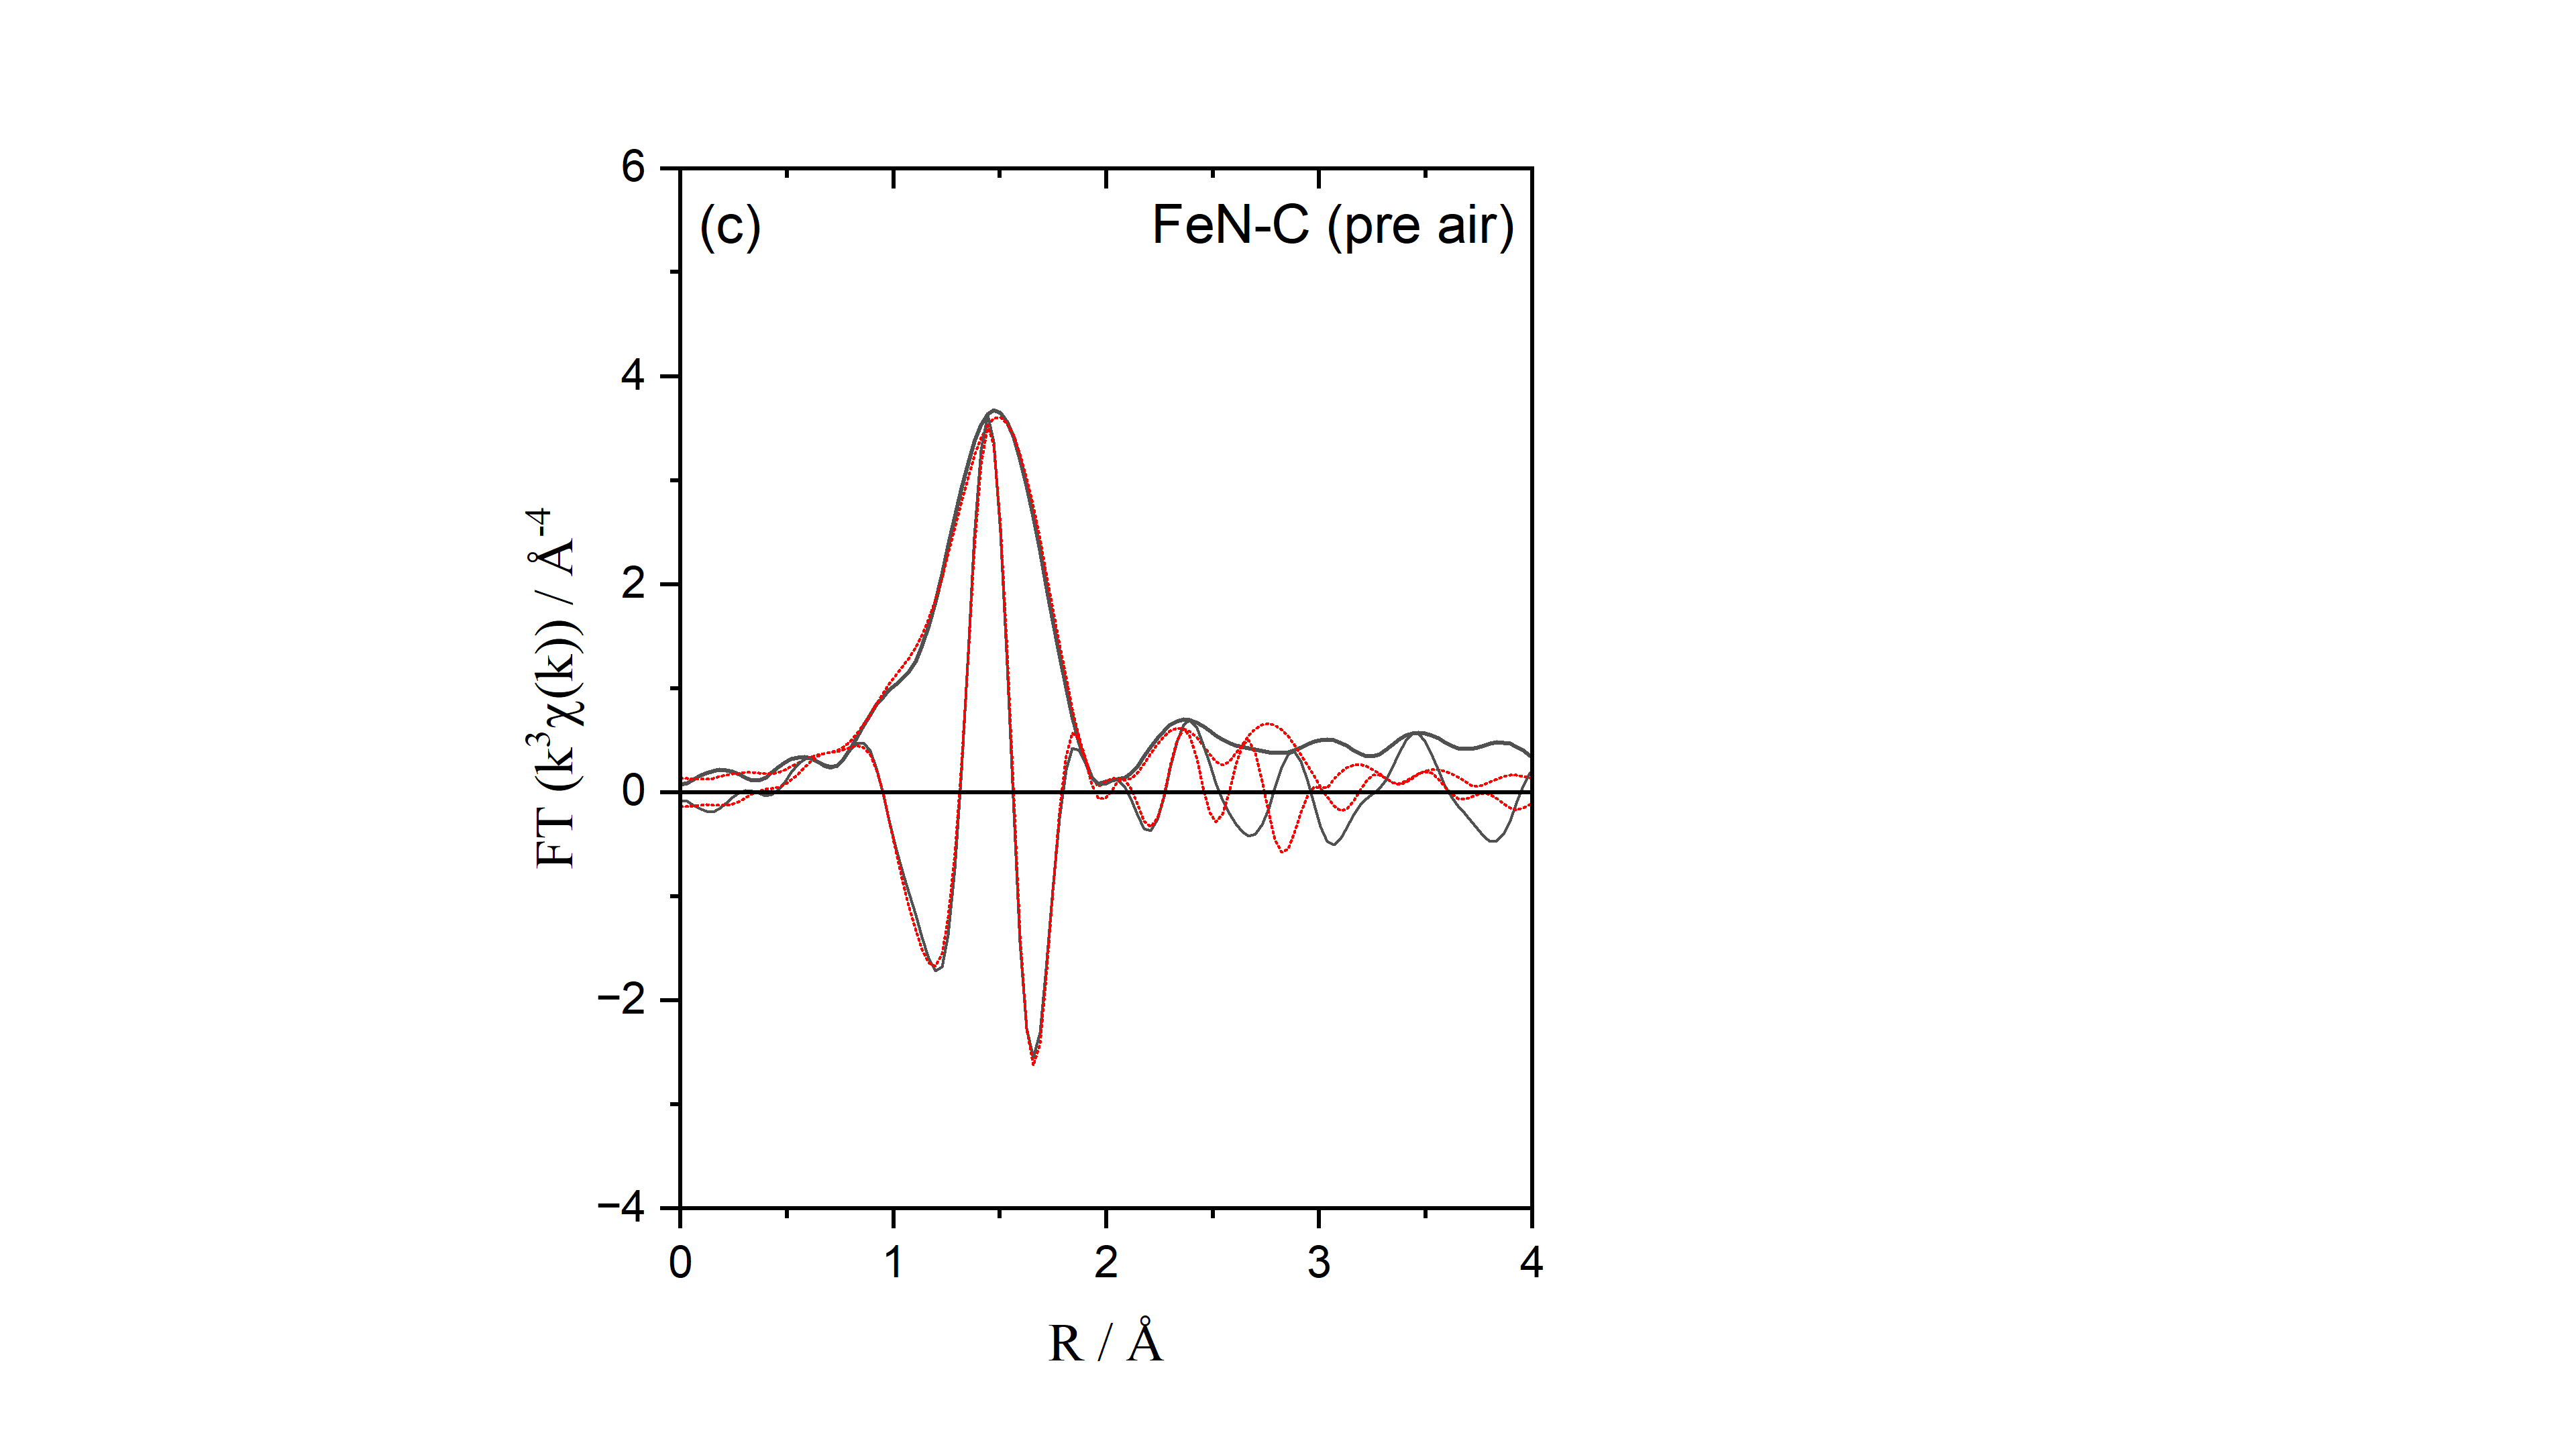 (c)
FeN-C (pre air)
6
4
2
0
−2
−4
FT (k³χ(k)) / Å⁻⁴
0 1 2 3 4
R / Å